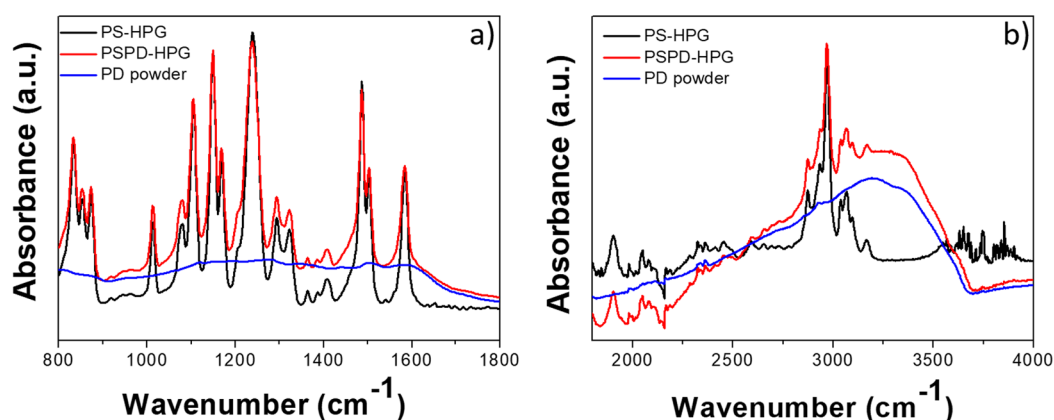 PS-HPG
PSPD-HPG
PD powder
a)
Absorbance (a.u.)
800 1000 1200 1400 1600 1800
Wavenumber (cm⁻¹)
PS-HPG
PSPD-HPG
PD powder
b)
Absorbance (a.u.)
2000 2500 3000 3500 4000
Wavenumber (cm⁻¹)